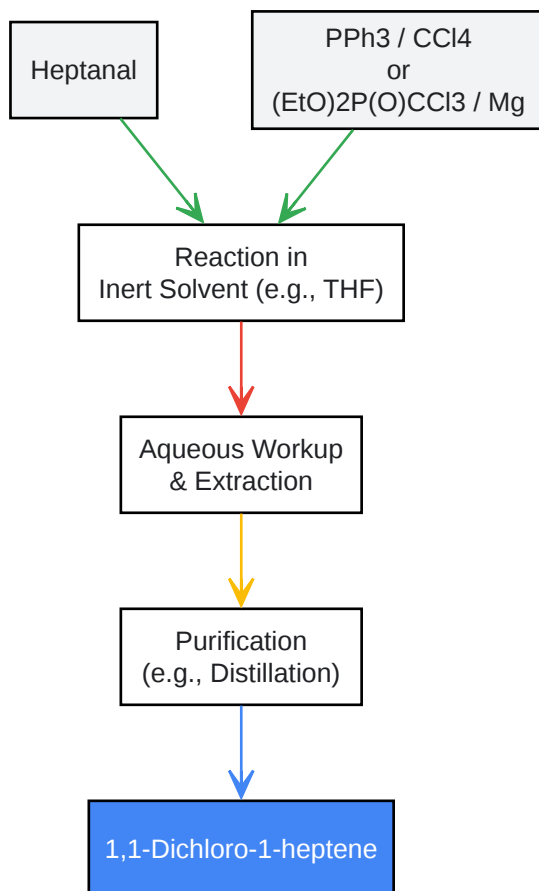 Heptanal
PPh3 / CCl4
or
(EtO)2P(O)CCl3 / Mg
Reaction in
Inert Solvent (e.g., THF)
Aqueous Workup
& Extraction
Purification
(e.g., Distillation)
1,1-Dichloro-1-heptene